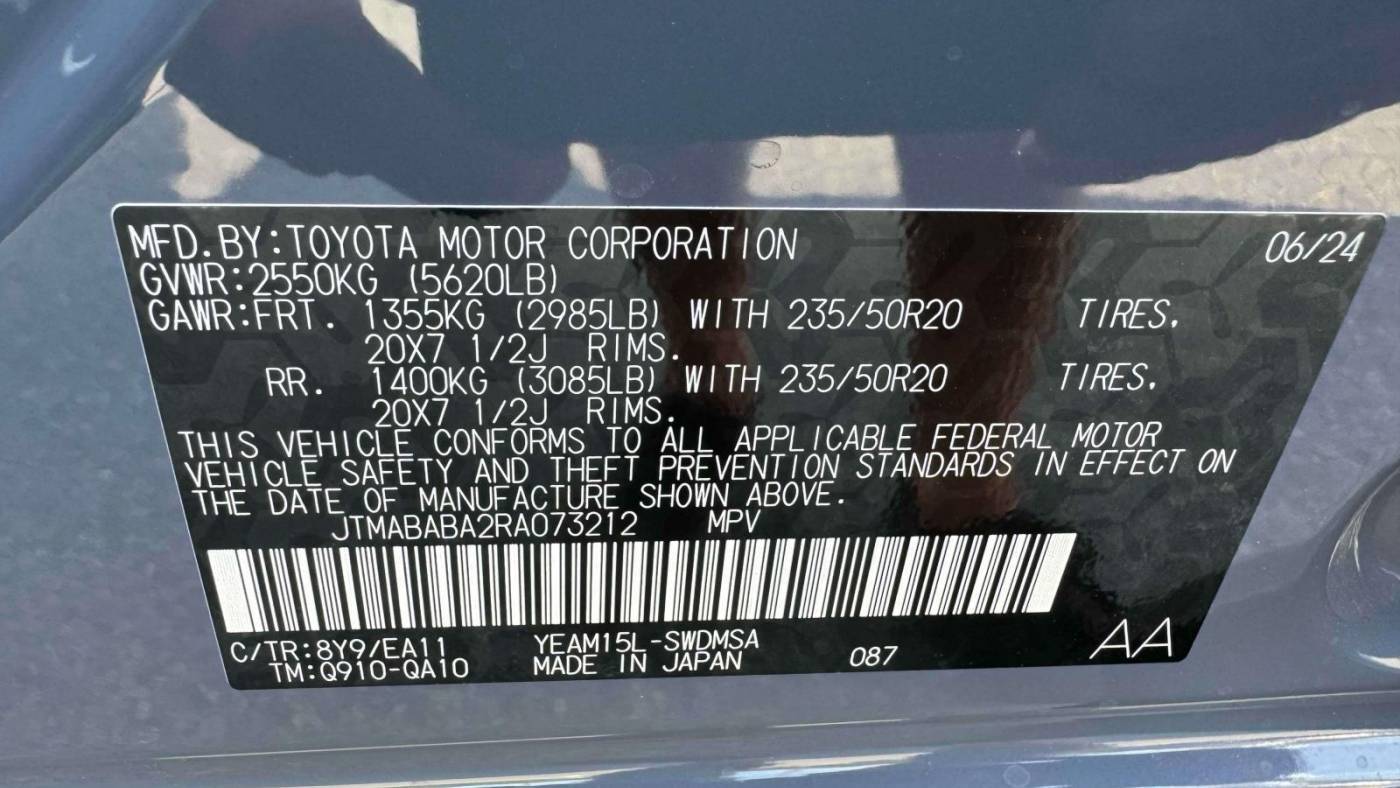 MFD.BY:TOYOTA MOTOR CORPORATION 06/24
GVWR:2550KG (5620LB)
GAWR:FRT. 1355KG (2985LB) WITH 235/50R20 TIRES.
20X7 1/2J RIMS.
RR. 1400KG (3085LB) WITH 235/50R20 TIRES.
20X7 1/2J RIMS.
THIS VEHICLE CONFORMS TO ALL APPLICABLE FEDERAL MOTOR
VEHICLE SAFETY AND THEFT PREVENTION STANDARDS IN EFFECT ON
THE DATE OF MANUFACTURE SHOWN ABOVE.
JTMABABA2RA073212 MPV
C/TR:8Y9/EA11 YEAM15L-SWDMSA
TM:Q910-QA10 MADE IN JAPAN 087 AA